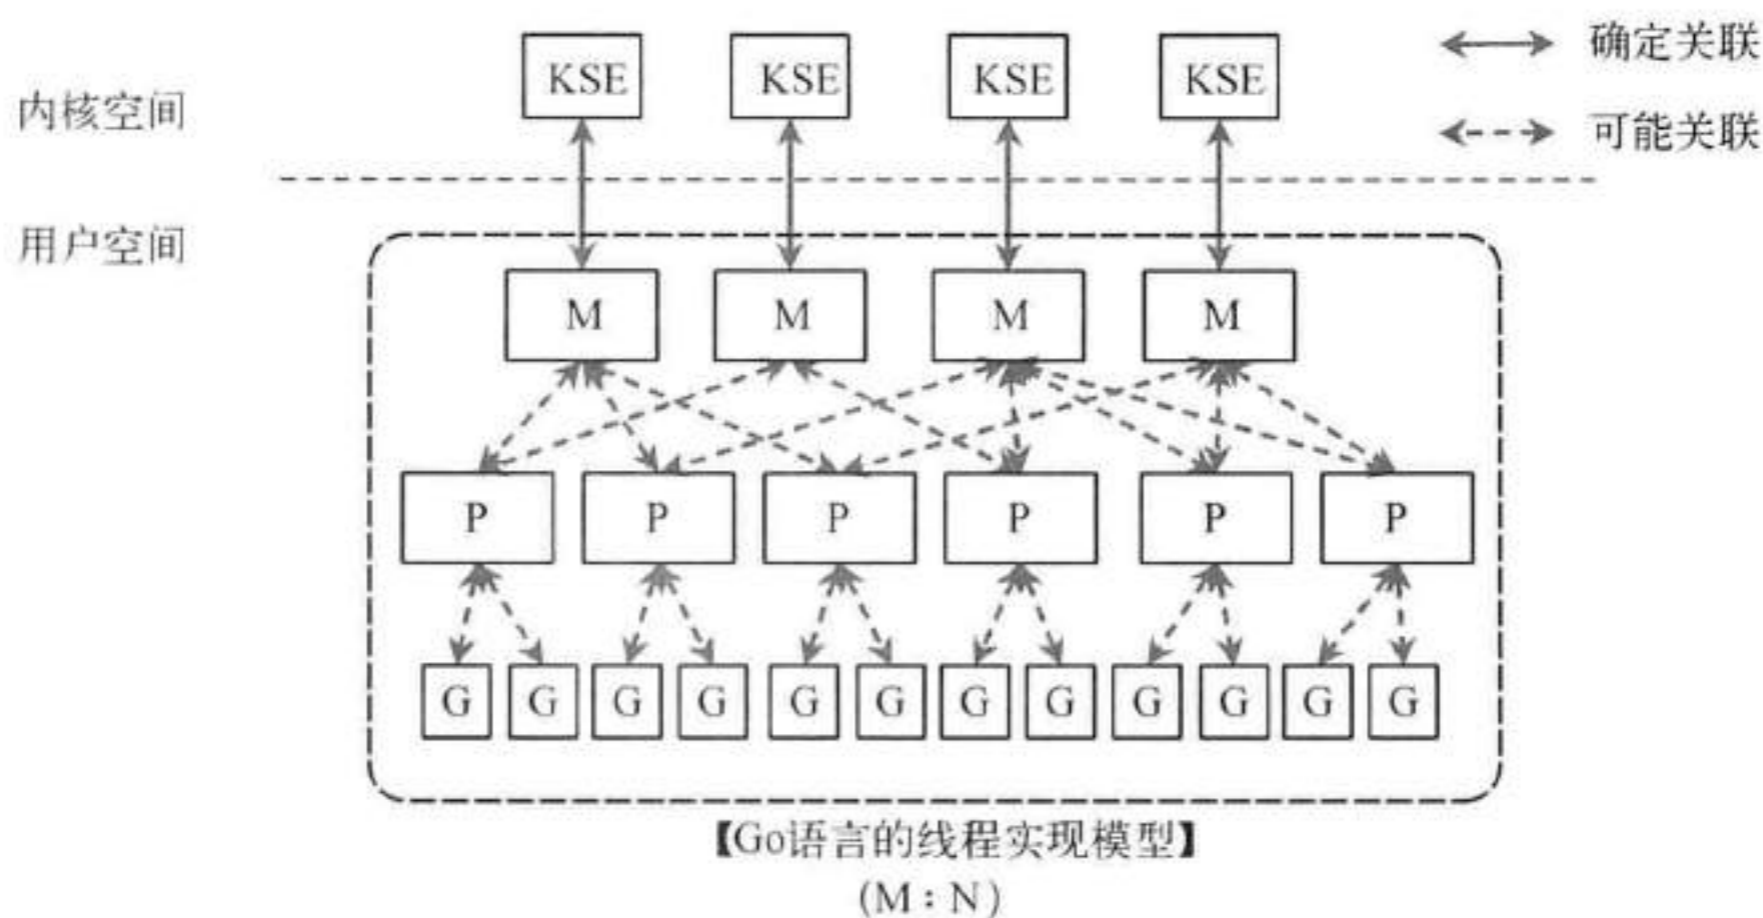 KSE KSE KSE KSE
确定关联
可能关联
内核空间
用户空间
M M M M
P P P P P P
G G G G G G G G G G G G
【Go语言的线程实现模型】
(M:N)